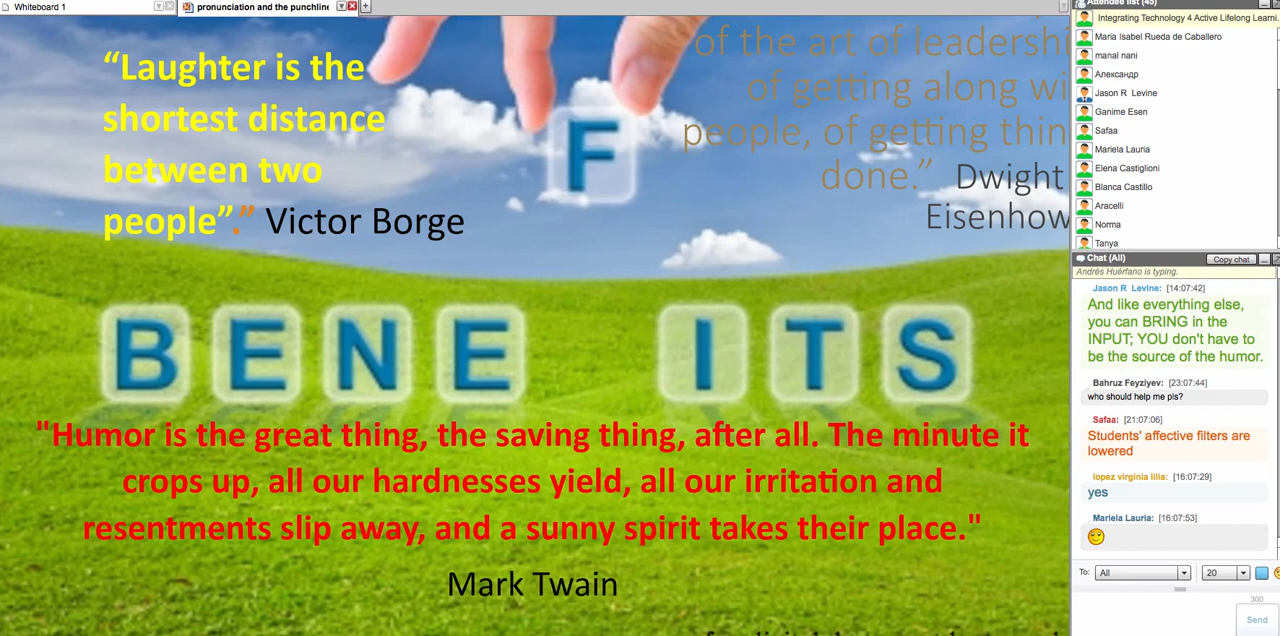 Whiteboard 1
pronunciation and the punchline
“Laughter is the
shortest distance
between two
people”.” Victor Borge
of the art of leadersh
of getting along wi
people, of getting thin
done.” Dwight
Eisenhow
F
BENE ITS
"Humor is the great thing, the saving thing, after all. The minute it
crops up, all our hardnesses yield, all our irritation and
resentments slip away, and a sunny spirit takes their place."
Mark Twain
Attendee list (45)
Integrating Technology 4 Active Lifelong Learni.
Maria Isabel Rueda de Caballero
manal nani
Александр
Jason R Levine
Ganime Esen
Safaa
Mariela Lauria
Elena Castiglioni
Blanca Castillo
Aracelli
Norma
Tanya
Chat (All)
Copy chat
Andrés Huérfano is typing.
Jason R Levine: [14:07:42]
And like everything else,
you can BRING in the
INPUT; YOU don't have to
be the source of the humor.
Bahruz Feyziyev: [23:07:44]
who should help me pls?
Safaa: [21:07:06]
Students' affective filters are
lowered
lopez virginia lilia: [16:07:29]
yes
Mariela Lauria: [16:07:53]
To: All 20
300
Send